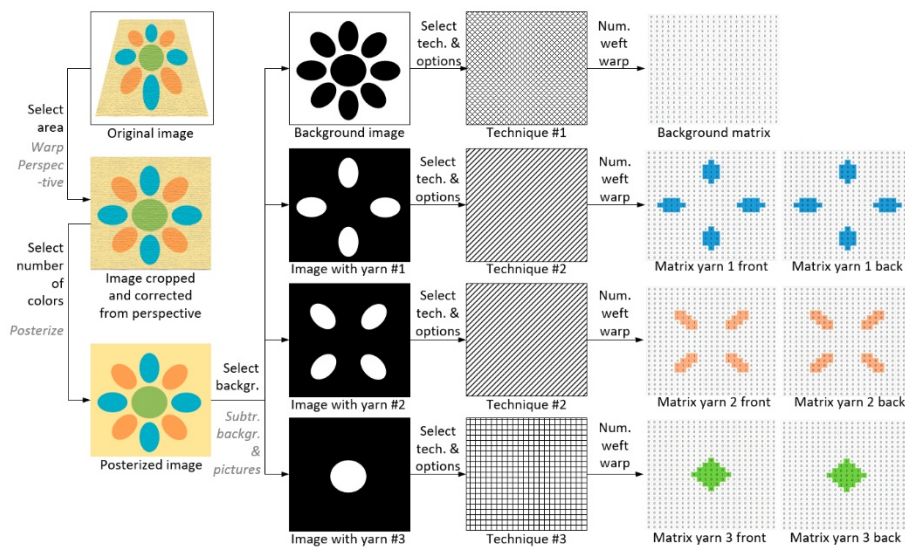 Original image
Select
area
Warp
Perspec
-tive
Image cropped
and corrected
from perspective
Select
number of
colors
Posterize
Posterized image
Select
backgr.
Subtr.
backgr.
&
pictures
Background image
Select
tech. &
options
Technique #1
Num.
weft
warp
Background matrix
Image with yarn #1
Select
tech. &
options
Technique #2
Num.
weft
warp
Matrix yarn 1 front
Matrix yarn 1 back
Image with yarn #2
Select
tech. &
options
Technique #2
Num.
weft
warp
Matrix yarn 2 front
Matrix yarn 2 back
Image with yarn #3
Select
tech. &
options
Technique #3
Num.
weft
warp
Matrix yarn 3 front
Matrix yarn 3 back